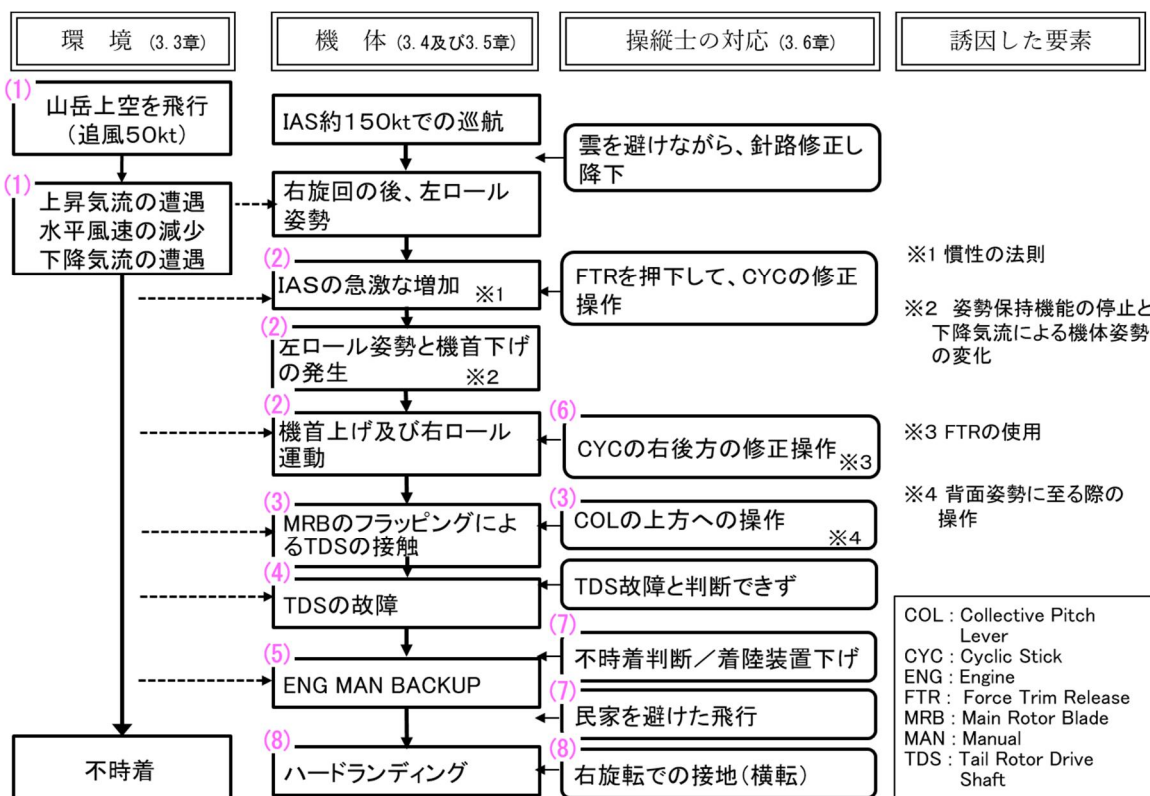 環 境 (3.3章)
機 体 (3.4及び3.5章)
操縦士の対応 (3.6章)
誘因した要素
(1)
山岳上空を飛行
(追風50kt)
(1)
上昇気流の遭遇
水平風速の減少
下降気流の遭遇
不時着
IAS約150ktでの巡航
右旋回の後、左ロール
姿勢
(2)
IASの急激な増加 ※1
(2)
左ロール姿勢と機首下げ
の発生 ※2
(2)
機首上げ及び右ロール
運動
(3)
MRBのフラッピングによ
るTDSの接触
(4)
TDSの故障
(5)
ENG MAN BACKUP
(8)
ハードランディング
雲を避けながら、針路修正し
降下
FTRを押下して、CYCの修正
操作
(6)
CYCの右後方の修正操作※3
(3)
COLの上方への操作
※4
TDS故障と判断できず
(7)
不時着判断／着陸装置下げ
(7)
民家を避けた飛行
(8)
右旋転での接地(横転)
※1 慣性の法則
※2 姿勢保持機能の停止と
下降気流による機体姿勢
の変化
※3 FTRの使用
※4 背面姿勢に至る際の
操作
COL : Collective Pitch
Lever
CYC : Cyclic Stick
ENG : Engine
FTR : Force Trim Release
MRB : Main Rotor Blade
MAN : Manual
TDS : Tail Rotor Drive
Shaft